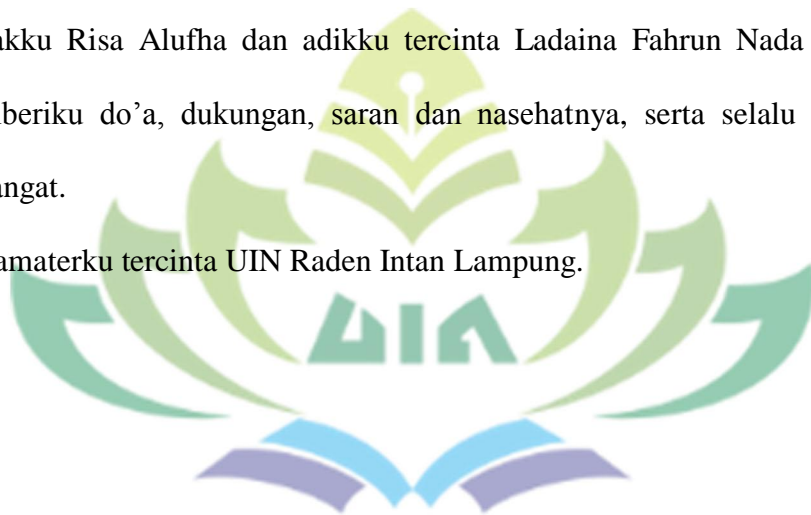 akku Risa Alufha dan adikku tercinta Ladaina Fahrun Nada
beriku do’a, dukungan, saran dan nasehatnya, serta selalu
angat.
amaterku tercinta UIN Raden Intan Lampung.
UIN